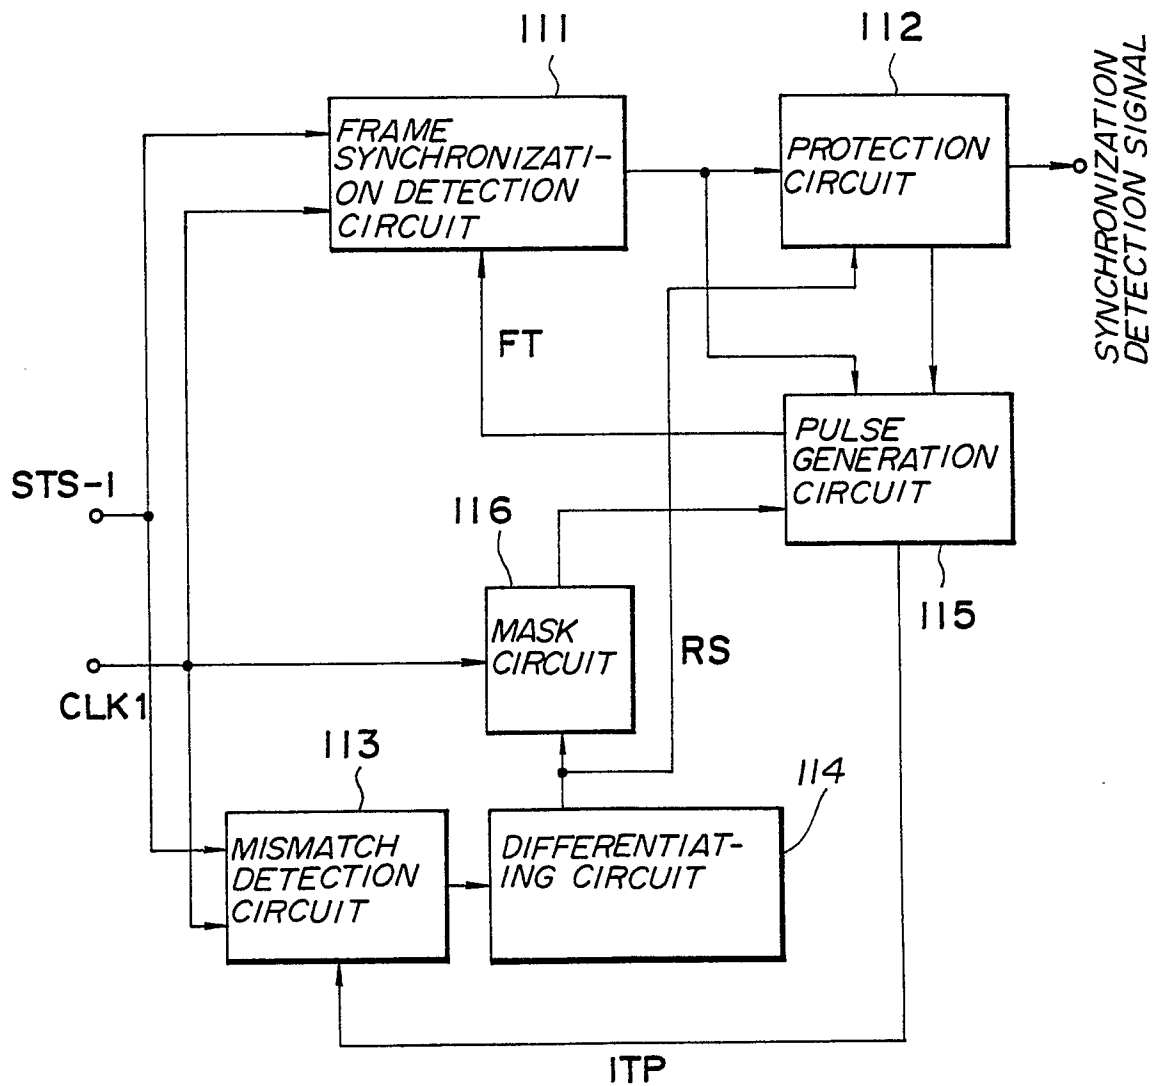 111
112
FRAME
SYNCHRONIZATI-
ON DETECTION
CIRCUIT
PROTECTION
CIRCUIT
SYNCHRONIZATION
DETECTION SIGNAL
FT
PULSE
GENERATION
CIRCUIT
STS-1
116
115
MASK
CIRCUIT
RS
CLK1
113
114
MISMATCH
DETECTION
CIRCUIT
DIFFERENTIAT-
ING CIRCUIT
ITP